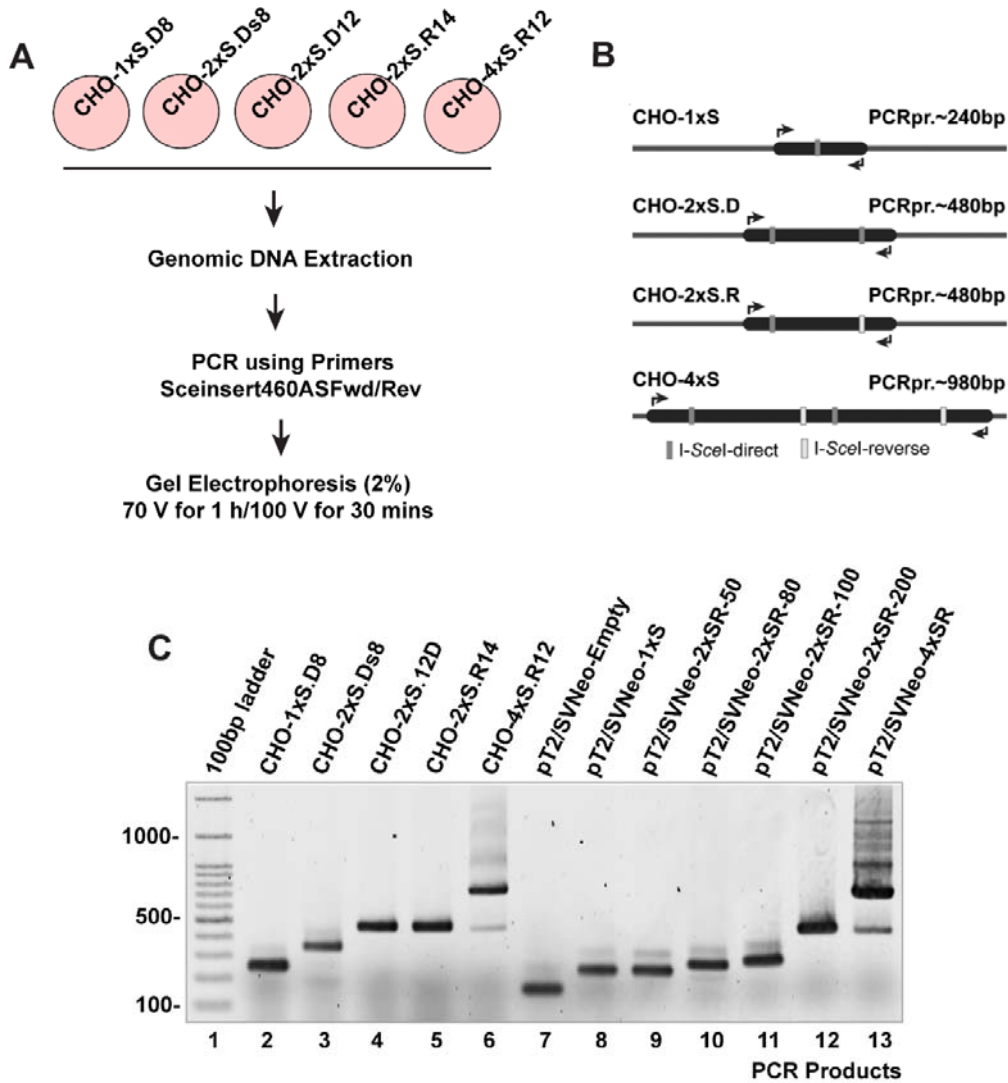 A
CHO-1xS.D8
CHO-2xS.Ds8
CHO-2xS.D12
CHO-2xS.R14
CHO-4xS.R12
Genomic DNA Extraction
PCR using Primers
Sceinsert460ASFwd/Rev
Gel Electrophoresis (2%)
70 V for 1 h/100 V for 30 mins
B
CHO-1xS PCRpr.~240bp
CHO-2xS.D PCRpr.~480bp
CHO-2xS.R PCRpr.~480bp
CHO-4xS PCRpr.~980bp
I-SceI-direct I-SceI-reverse
C
100bp ladder
CHO-1xS.D8
CHO-2xS.Ds8
CHO-2xS.12D
CHO-2xS.R14
CHO-4xS.R12
pT2/SVNeo-Empty
pT2/SVNeo-1xS
pT2/SVNeo-2xSR-50
pT2/SVNeo-2xSR-80
pT2/SVNeo-2xSR-100
pT2/SVNeo-2xSR-200
pT2/SVNeo-4xSR
1000-
500-
100-
1 2 3 4 5 6 7 8 9 10 11 12 13
PCR Products